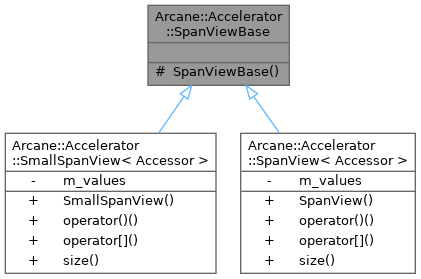 Arcane::Accelerator
::SpanViewBase
# SpanViewBase()
Arcane::Accelerator
::SmallSpanView< Accessor >
- m_values
+ SmallSpanView()
+ operator()()
+ operator[]()
+ size()
Arcane::Accelerator
::SpanView< Accessor >
- m_values
+ SpanView()
+ operator()()
+ operator[]()
+ size()